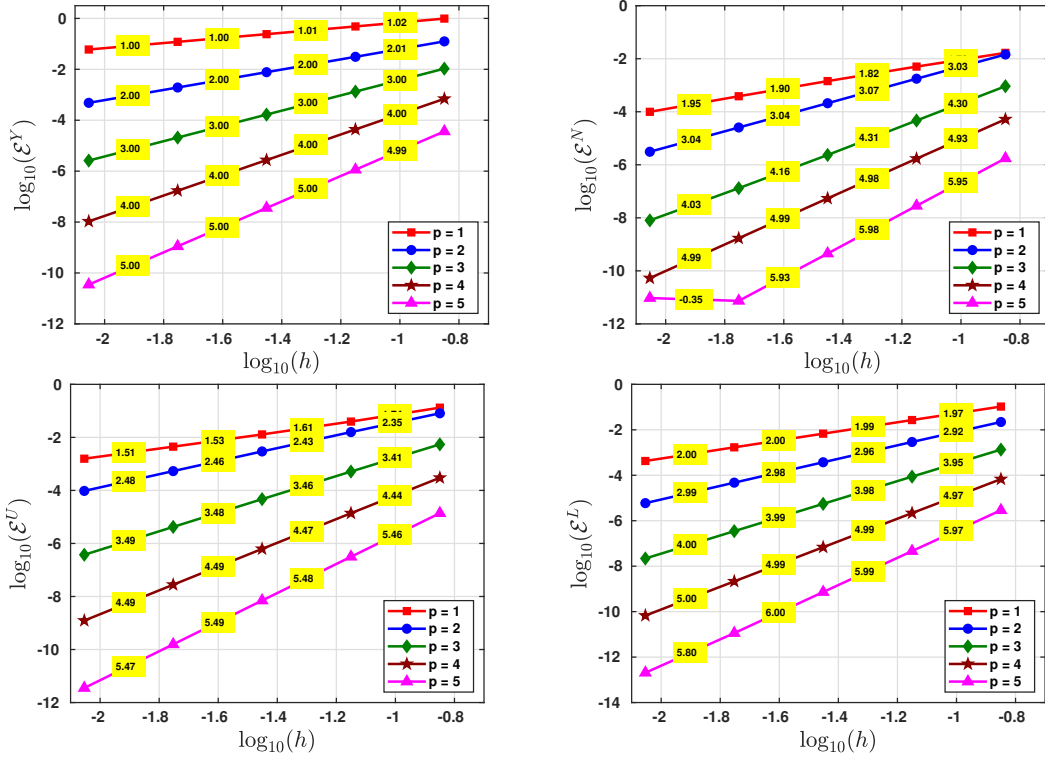 log10(ℰ^Y)
0
-2
-4
-6
-8
-10
-12
1.00 1.00 1.01 1.02
2.00 2.00 2.00 2.01
3.00 3.00 3.00 3.00
4.00 4.00 4.00 4.00
5.00 5.00 5.00 4.99
p = 1
p = 2
p = 3
p = 4
p = 5
-2 -1.8 -1.6 -1.4 -1.2 -1 -0.8
log10(h)
log10(ℰ^N)
0
-2
-4
-6
-8
-10
-12
1.95 1.90 1.82
3.04 3.04 3.07 3.03
4.03 4.16 4.31 4.30
4.99 4.99 4.98 4.93
-0.35 5.93 5.98 5.95
p = 1
p = 2
p = 3
p = 4
p = 5
-2 -1.8 -1.6 -1.4 -1.2 -1 -0.8
log10(h)
log10(ℰ^U)
0
-2
-4
-6
-8
-10
-12
1.51 1.53 1.61
2.48 2.46 2.43 2.35
3.49 3.48 3.46 3.41
4.49 4.49 4.47 4.44
5.47 5.49 5.48 5.46
p = 1
p = 2
p = 3
p = 4
p = 5
-2 -1.8 -1.6 -1.4 -1.2 -1 -0.8
log10(h)
log10(ℰ^L)
0
-2
-4
-6
-8
-10
-12
-14
2.00 2.00 1.99 1.97
2.99 2.98 2.96 2.92
4.00 3.99 3.98 3.95
5.00 4.99 4.99 4.97
5.80 6.00 5.99 5.97
p = 1
p = 2
p = 3
p = 4
p = 5
-2 -1.8 -1.6 -1.4 -1.2 -1 -0.8
log10(h)